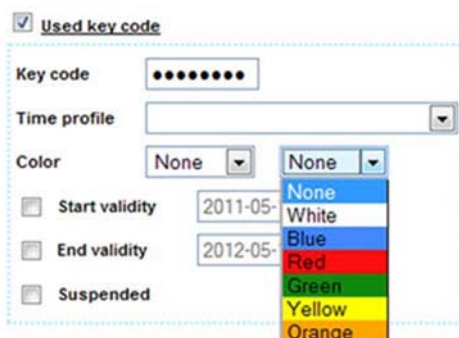 Used key code
Key code ●●●●●●●●
Time profile
Color None None
None
White
Start validity 2011-05-
Blue
End validity 2012-05-
Red
Green
Suspended
Yellow
Orange